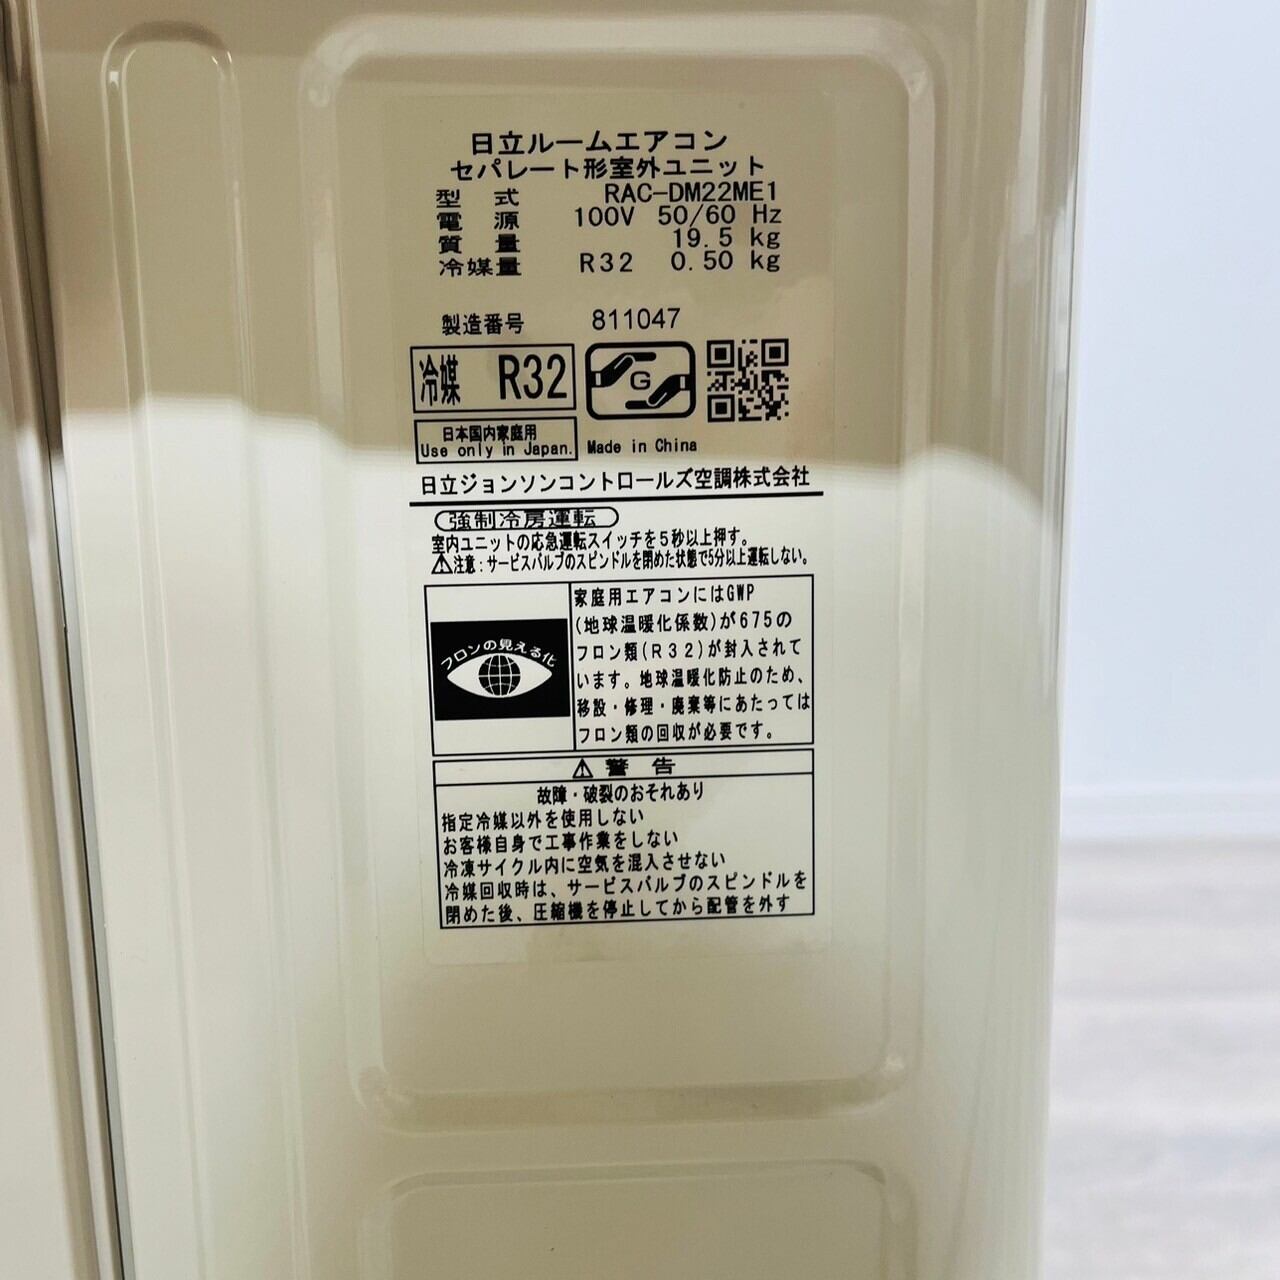 日立ルームエアコン
セパレート形室外ユニット
型式 RAC-DM22ME1
電源 100V 50/60 Hz
質量 19.5 kg
冷媒量 R32 0.50 kg
製造番号 811047
冷媒 R32
G
日本国内家庭用
Use only in Japan.
Made in China
日立ジョンソンコントロールズ空調株式会社
強制冷房運転
室内ユニットの応急運転スイッチを5秒以上押す。
⚠注意:サービスバルブのスピンドルを閉めた状態で5分以上運転しない。
フロンの見える化
家庭用エアコンにはGWP
(地球温暖化係数)が675の
フロン類(R32)が封入されて
います。地球温暖化防止のため、
移設・修理・廃棄等にあたっては
フロン類の回収が必要です。
⚠警告
故障・破裂のおそれあり
指定冷媒以外を使用しない
お客様自身で工事作業をしない
冷凍サイクル内に空気を混入させない
冷媒回収時は、サービスバルブのスピンドルを
閉めた後、圧縮機を停止してから配管を外す